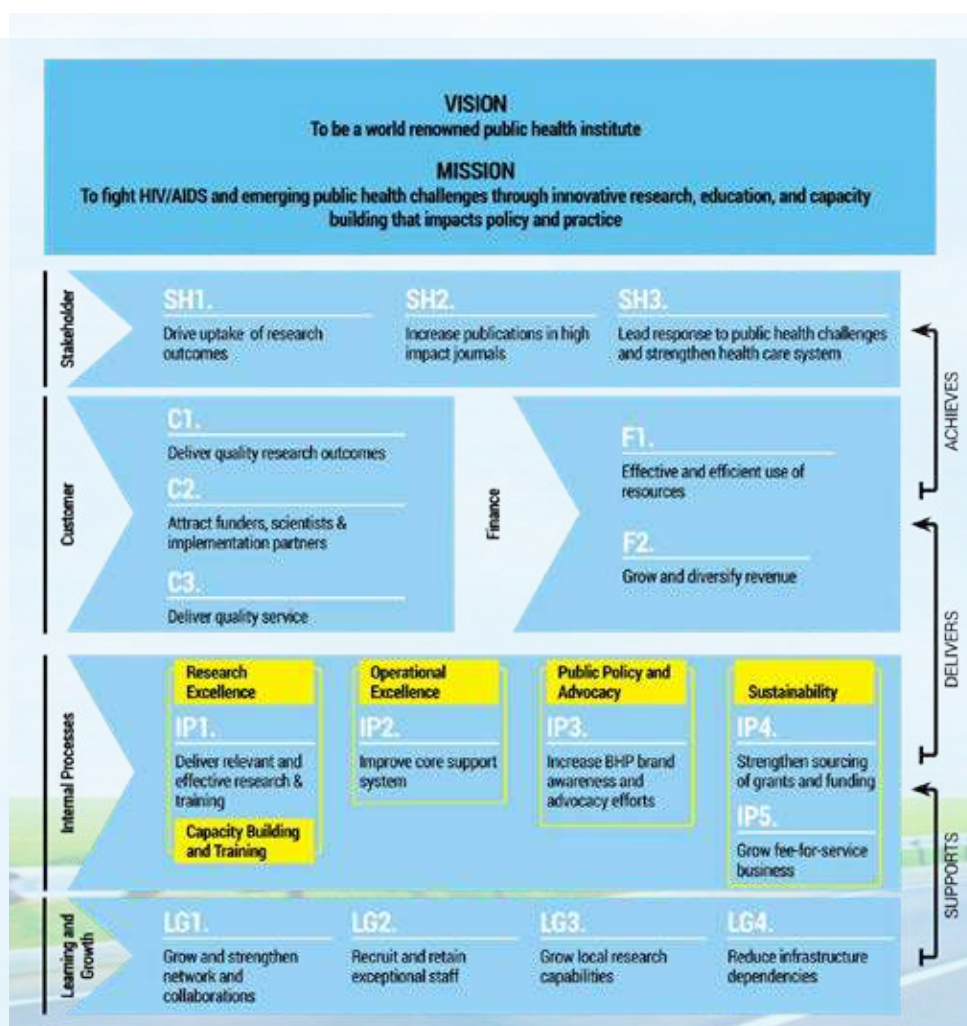 VISION
To be a world renowned public health institute
MISSION
To fight HIV/AIDS and emerging public health challenges through innovative research, education, and capacity
building that impacts policy and practice
Stakeholder
SH1.
Drive uptake of research
outcomes
SH2.
Increase publications in high
impact journals
SH3.
Lead response to public health challenges
and strengthen health care system
Customer
C1.
Deliver quality research outcomes
C2.
Attract funders, scientists &
implementation partners
C3.
Deliver quality service
Finance
F1.
Effective and efficient use of
resources
F2.
Grow and diversify revenue
Internal Processes
Research
Excellence
IP1.
Deliver relevant and
effective research &
training
Capacity Building
and Training
Operational
Excellence
IP2.
Improve core support
system
Public Policy and
Advocacy
IP3.
Increase BHP brand
awareness and
advocacy efforts
Sustainability
IP4.
Strengthen sourcing
of grants and funding
IP5.
Grow fee-for-service
business
Learning and
Growth
LG1.
Grow and strengthen
network and
collaborations
LG2.
Recruit and retain
exceptional staff
LG3.
Grow local research
capabilities
LG4.
Reduce infrastructure
dependencies
ACHIEVES
DELIVERS
SUPPORTS